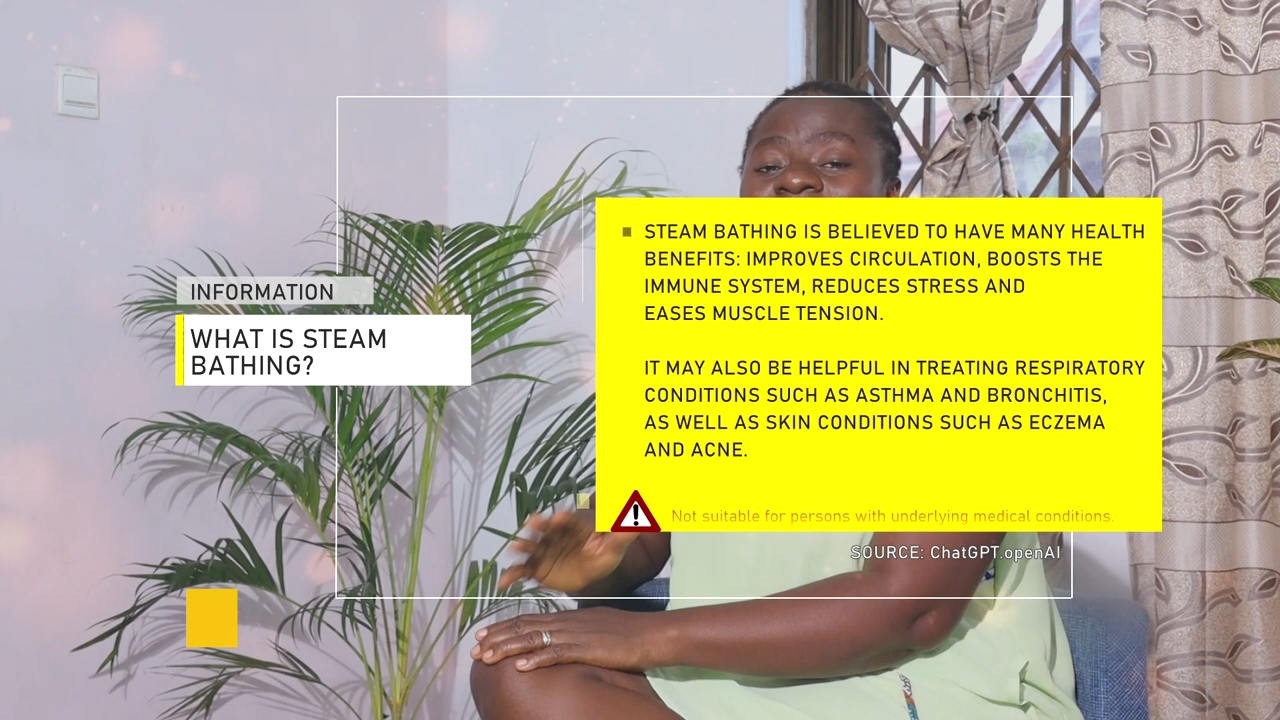 INFORMATION
WHAT IS STEAM
BATHING?
STEAM BATHING IS BELIEVED TO HAVE MANY HEALTH
BENEFITS: IMPROVES CIRCULATION, BOOSTS THE
IMMUNE SYSTEM, REDUCES STRESS AND
EASES MUSCLE TENSION.
IT MAY ALSO BE HELPFUL IN TREATING RESPIRATORY
CONDITIONS SUCH AS ASTHMA AND BRONCHITIS,
AS WELL AS SKIN CONDITIONS SUCH AS ECZEMA
AND ACNE.
Not suitable for persons with underlying medical conditions.
SOURCE: ChatGPT.openAI